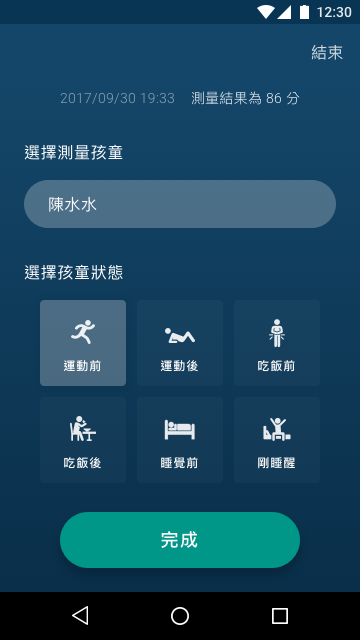 12:30
結束
2017/09/30 19:33 測量結果為 86 分
選擇測量孩童
陳水水
選擇孩童狀態
運動前 運動後 吃飯前
吃飯後 睡覺前 剛睡醒
完成